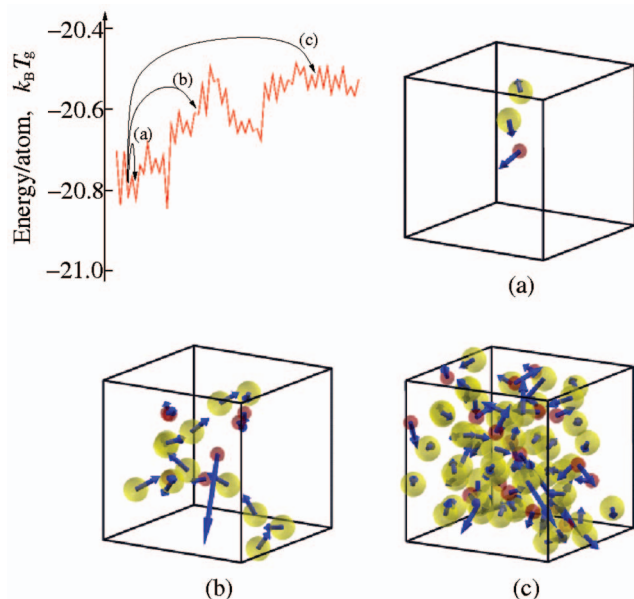 −20.4
−20.6
−20.8
−21.0
Energy/atom, k_B T_g
(a)
(b)
(c)
(a)
(b)
(c)